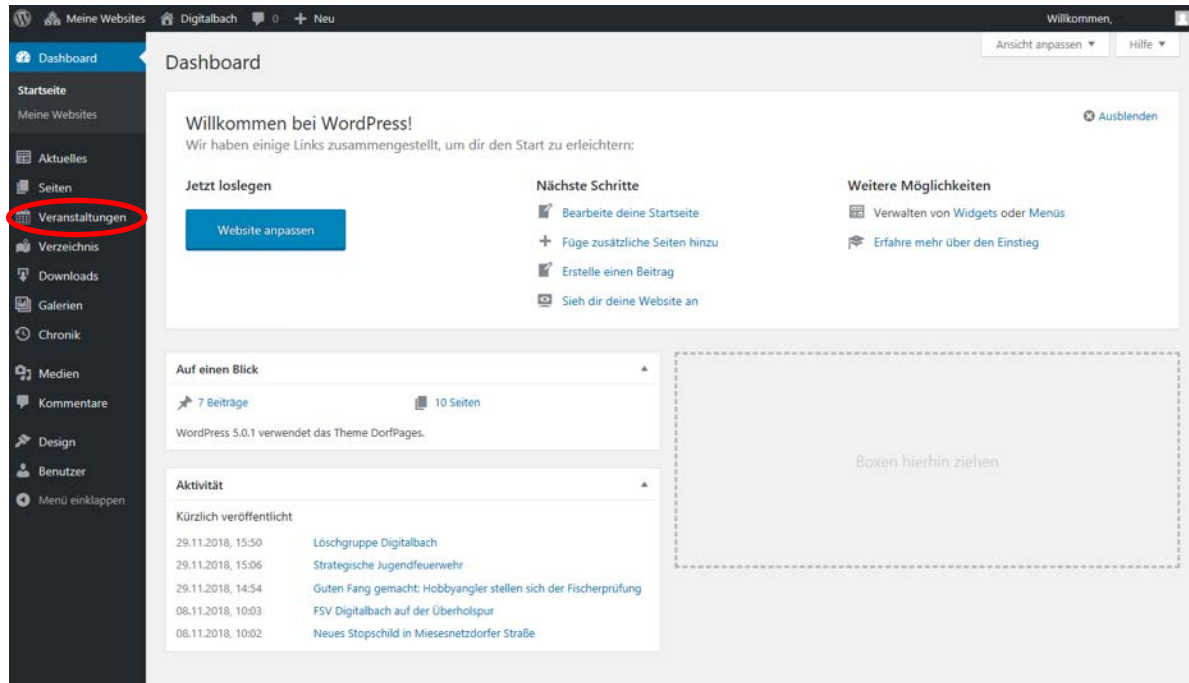 Meine Websites Digitalbach 0 + Neu Willkommen,
Ansicht anpassen Hilfe
Dashboard
Startseite
Meine Websites
Aktuelles
Seiten
Veranstaltungen
Verzeichnis
Downloads
Galerien
Chronik
Medien
Kommentare
Design
Benutzer
Menü einklappen
Dashboard
Willkommen bei WordPress!
Ausblenden
Wir haben einige Links zusammengestellt, um dir den Start zu erleichtern:
Jetzt loslegen
Website anpassen
Nächste Schritte
Bearbeite deine Startseite
Füge zusätzliche Seiten hinzu
Erstelle einen Beitrag
Sieh dir deine Website an
Weitere Möglichkeiten
Verwalten von Widgets oder Menüs
Erfahre mehr über den Einstieg
Auf einen Blick
7 Beiträge 10 Seiten
WordPress 5.0.1 verwendet das Theme DorfPages.
Aktivität
Kürzlich veröffentlicht
29.11.2018, 15:50 Löschgruppe Digitalbach
29.11.2018, 15:06 Strategische Jugendfeuerwehr
29.11.2018, 14:54 Guten Fang gemacht: Hobbyangler stellen sich der Fischerprüfung
08.11.2018, 10:03 FSV Digitalbach auf der Überholspur
08.11.2018, 10:02 Neues Stopschild in Miesesnetzdorfer Straße
Boxen hierhin ziehen